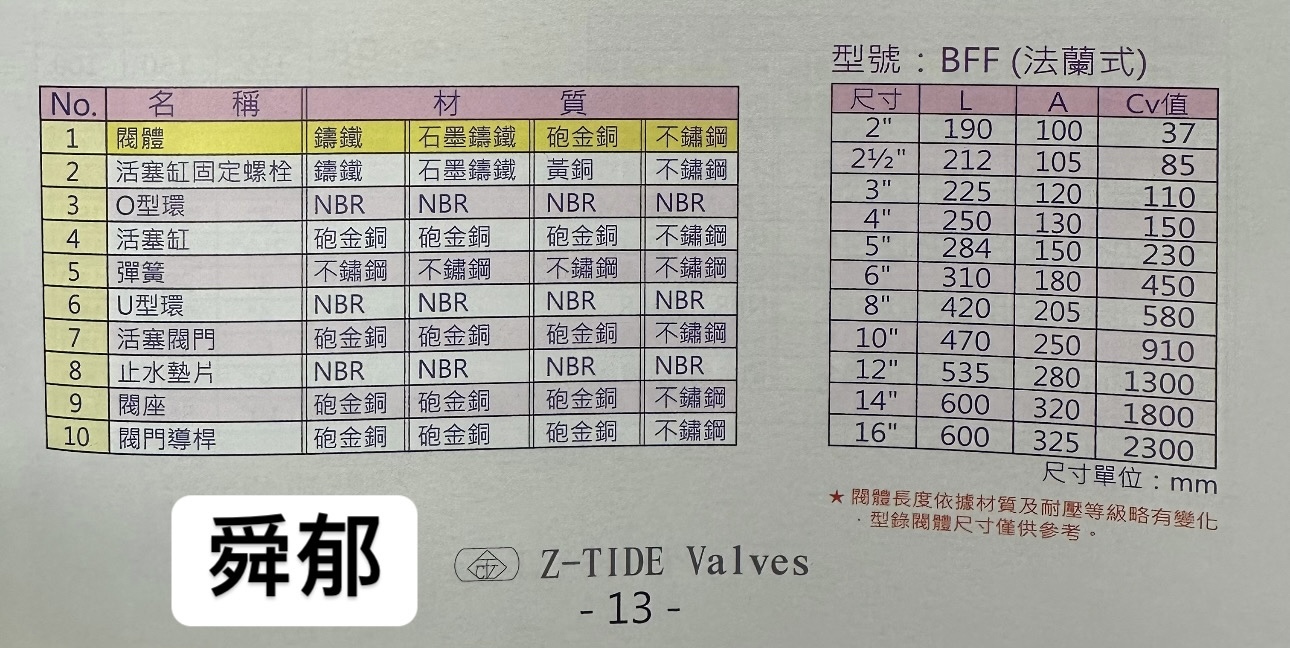 No. 名 稱 材 質
1 閥體 鑄鐵 石墨鑄鐵 砲金銅 不鏽鋼
2 活塞缸固定螺栓 鑄鐵 石墨鑄鐵 黃銅 不鏽鋼
3 O型環 NBR NBR NBR NBR
4 活塞缸 砲金銅 砲金銅 砲金銅 不鏽鋼
5 彈簧 不鏽鋼 不鏽鋼 不鏽鋼 不鏽鋼
6 U型環 NBR NBR NBR NBR
7 活塞閥門 砲金銅 砲金銅 砲金銅 不鏽鋼
8 止水墊片 NBR NBR NBR NBR
9 閥座 砲金銅 砲金銅 砲金銅 不鏽鋼
10 閥門導桿 砲金銅 砲金銅 砲金銅 不鏽鋼
型號：BFF (法蘭式)
尺寸 L A Cv值
2" 190 100 37
2½" 212 105 85
3" 225 120 110
4" 250 130 150
5" 284 150 230
6" 310 180 450
8" 420 205 580
10" 470 250 910
12" 535 280 1300
14" 600 320 1800
16" 600 325 2300
尺寸單位：mm
★ 閥體長度依據材質及耐壓等級略有變化
．型錄閥體尺寸僅供參考。
舜郁
Z-TIDE Valves
- 13 -